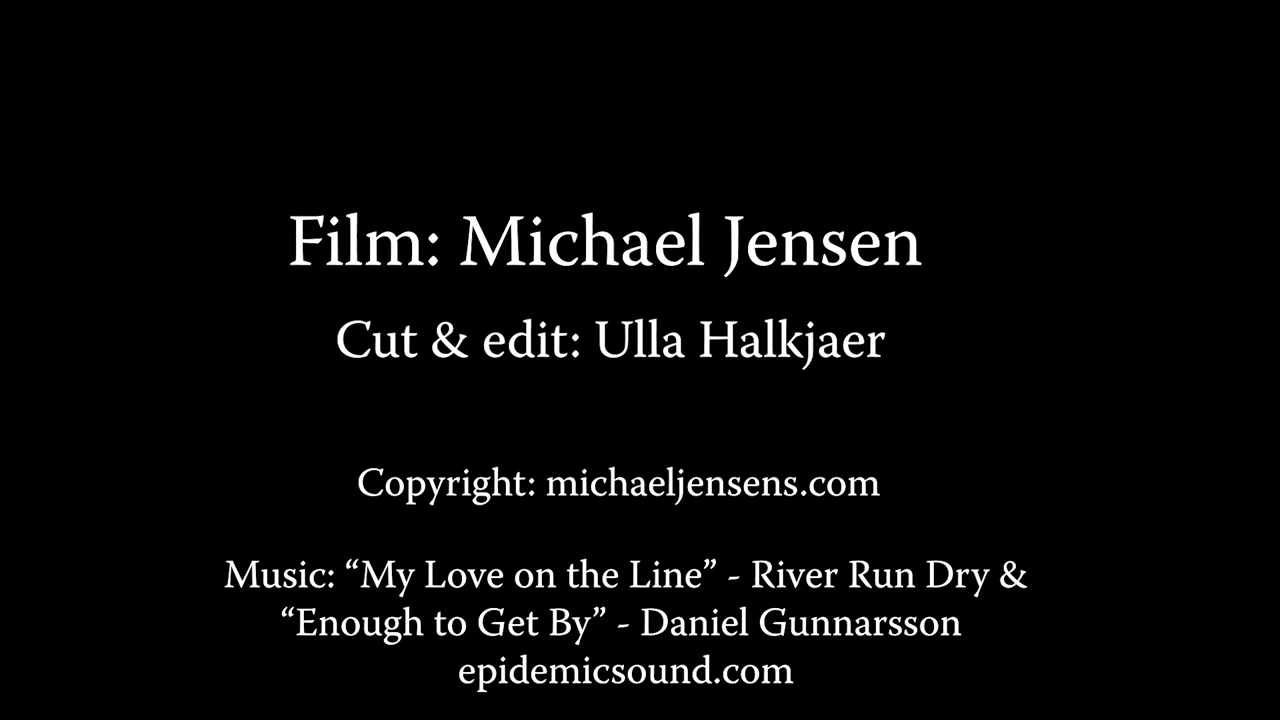 Film: Michael Jensen
Cut & edit: Ulla Halkjaer
Copyright: michaeljensens.com
Music: “My Love on the Line” - River Run Dry &
“Enough to Get By” - Daniel Gunnarsson
epidemicsound.com